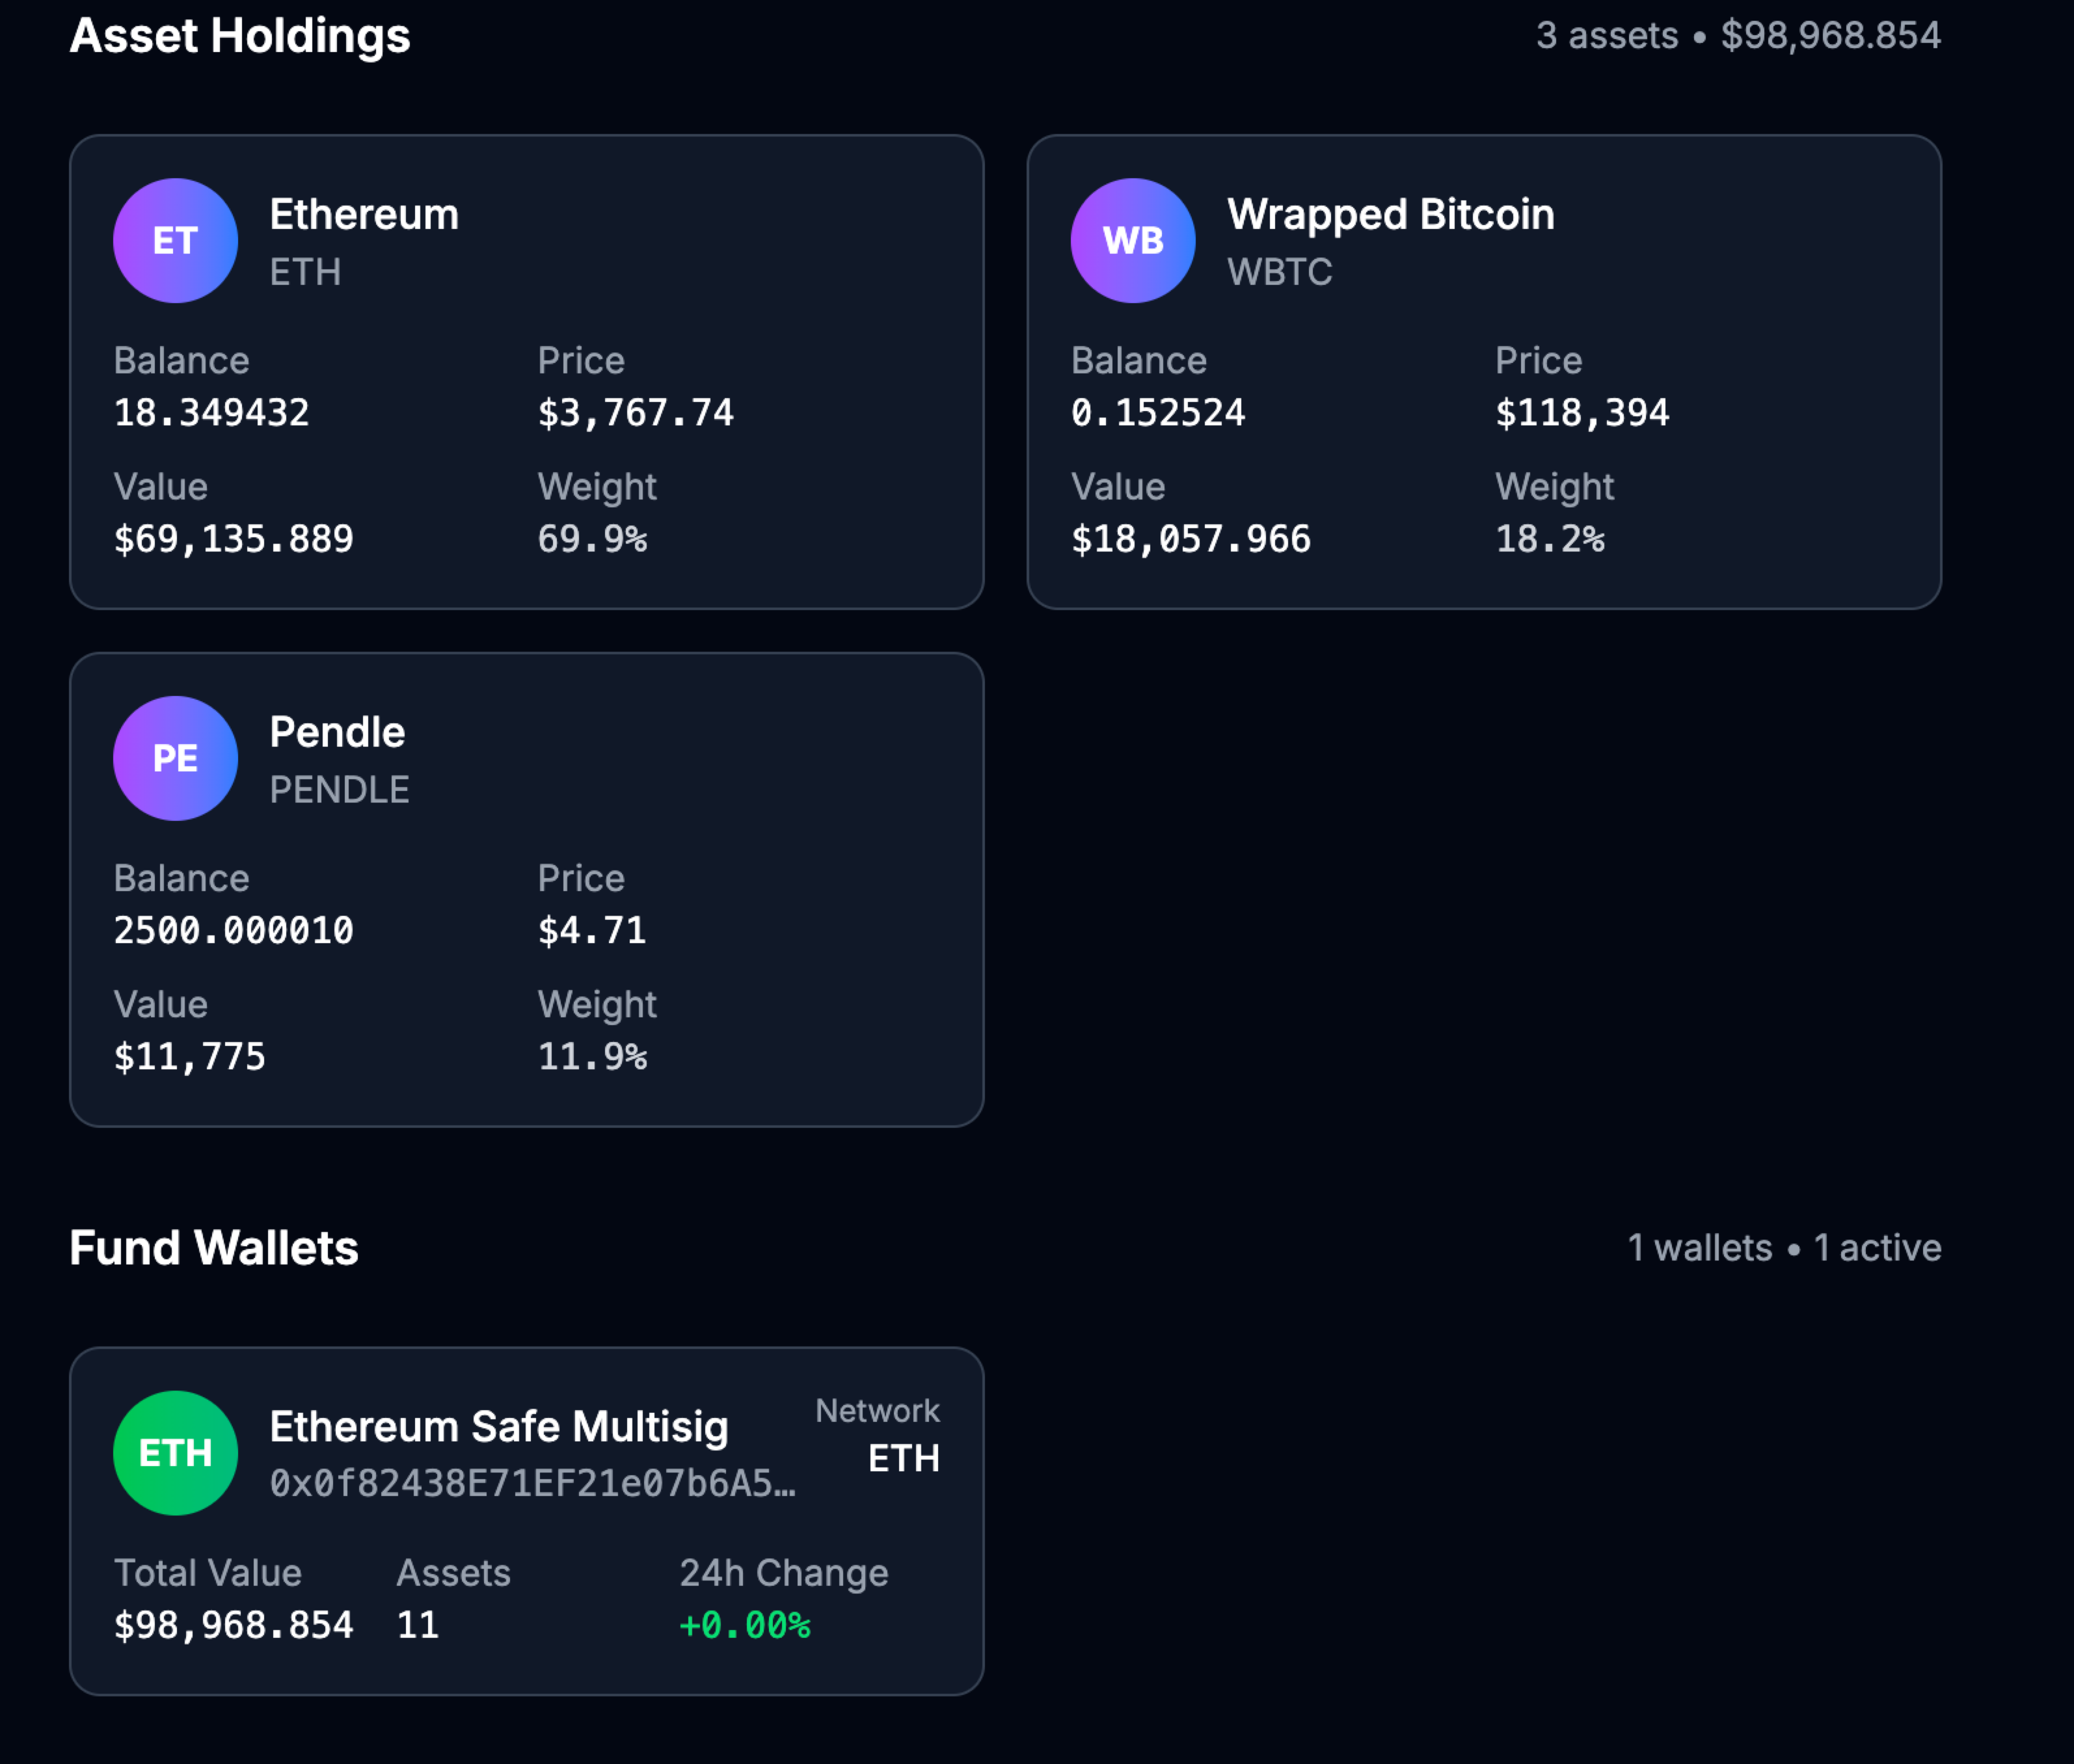 Asset Holdings
3 assets • $98,968.854
ET
Ethereum
ETH
Balance
18.349432
Price
$3,767.74
Value
$69,135.889
Weight
69.9%
WB
Wrapped Bitcoin
WBTC
Balance
0.152524
Price
$118,394
Value
$18,057.966
Weight
18.2%
PE
Pendle
PENDLE
Balance
2500.000010
Price
$4.71
Value
$11,775
Weight
11.9%
Fund Wallets
1 wallets • 1 active
ETH
Ethereum Safe Multisig
0x0f82438E71EF21e07b6A5…
Network
ETH
Total Value
$98,968.854
Assets
11
24h Change
+0.00%